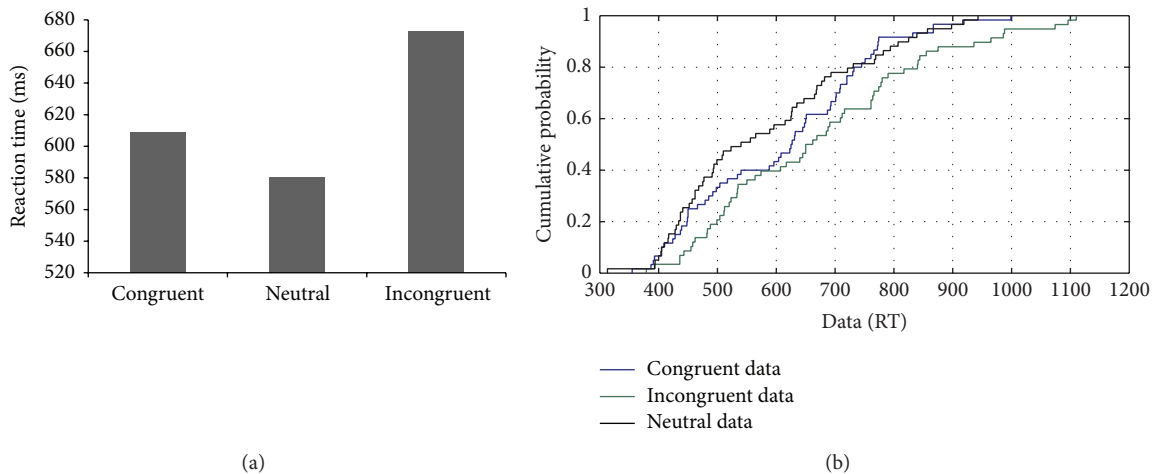 680
660
640
620
600
580
560
540
520
Reaction time (ms)
Congruent Neutral Incongruent
(a)
1
0.8
0.6
0.4
0.2
0
Cumulative probability
300 400 500 600 700 800 900 1000 1100 1200
Data (RT)
Congruent data
Incongruent data
Neutral data
(b)